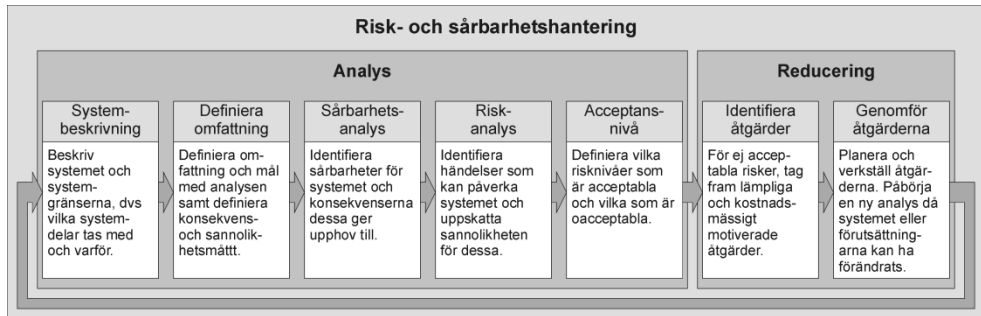 Risk- och sårbarhetshantering
Analys
System-
beskrivning
Beskriv
systemet och
system-
gränserna, dvs
vilka system-
delar tas med
och varför.
Definiera
omfattning
Definiera om-
fattning och mål
med analysen
samt definiera
konsekvens-
och sannolik-
hetsmåttt.
Sårbarhets-
analys
Identifiera
sårbarheter för
systemet och
konsekvenserna
dessa ger
upphov till.
Risk-
analys
Identifiera
händelser som
kan påverka
systemet och
uppskatta
sannolikheten
för dessa.
Acceptans-
nivå
Definiera vilka
risknivåer som
är acceptabla
och vilka som är
oacceptabla.
Reducering
Identifiera
åtgärder
För ej accep-
tabla risker, tag
fram lämpliga
och kostnads-
mässigt
motiverade
åtgärder.
Genomför
åtgärderna
Planera och
verkställ åtgär-
derna. Påbörja
en ny analys då
systemet eller
förutsättning-
arna kan ha
förändrats.